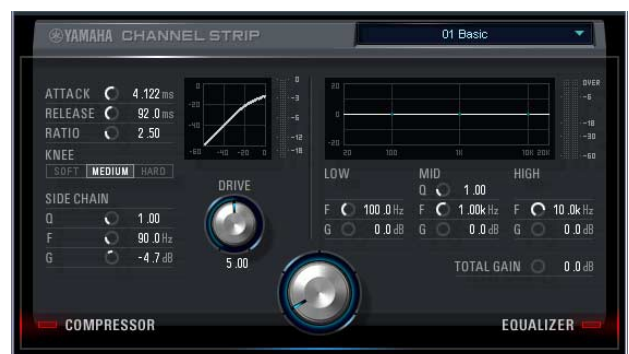 YAMAHA CHANNEL STRIP
01 Basic
ATTACK 4.122 ms
RELEASE 92.0 ms
RATIO 2.50
KNEE
SOFT MEDIUM HARD
SIDE CHAIN
Q 1.00
F 90.0 Hz
G -4.7 dB
0
-20
-40
-60 -40 -20 0
0
-3
-6
-12
-18
DRIVE
5.00
20
0
-20
20 100 1K 10K 20K
OVER
-6
-18
-30
-60
LOW
F 100.0 Hz
G 0.0 dB
MID
Q 1.00
F 1.00k Hz
G 0.0 dB
HIGH
F 10.0k Hz
G 0.0 dB
TOTAL GAIN 0.0 dB
COMPRESSOR
EQUALIZER